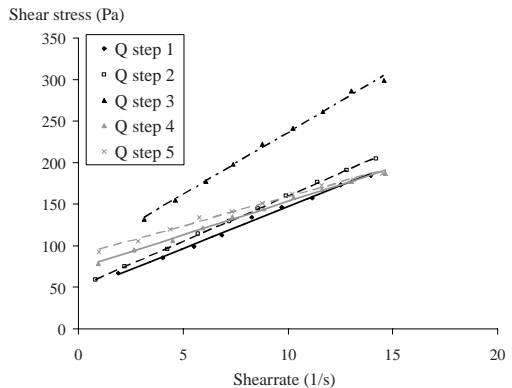 Shear stress (Pa)
350
300
250
200
150
100
50
0
Q step 1
Q step 2
Q step 3
Q step 4
Q step 5
0 5 10 15 20
Shearrate (1/s)